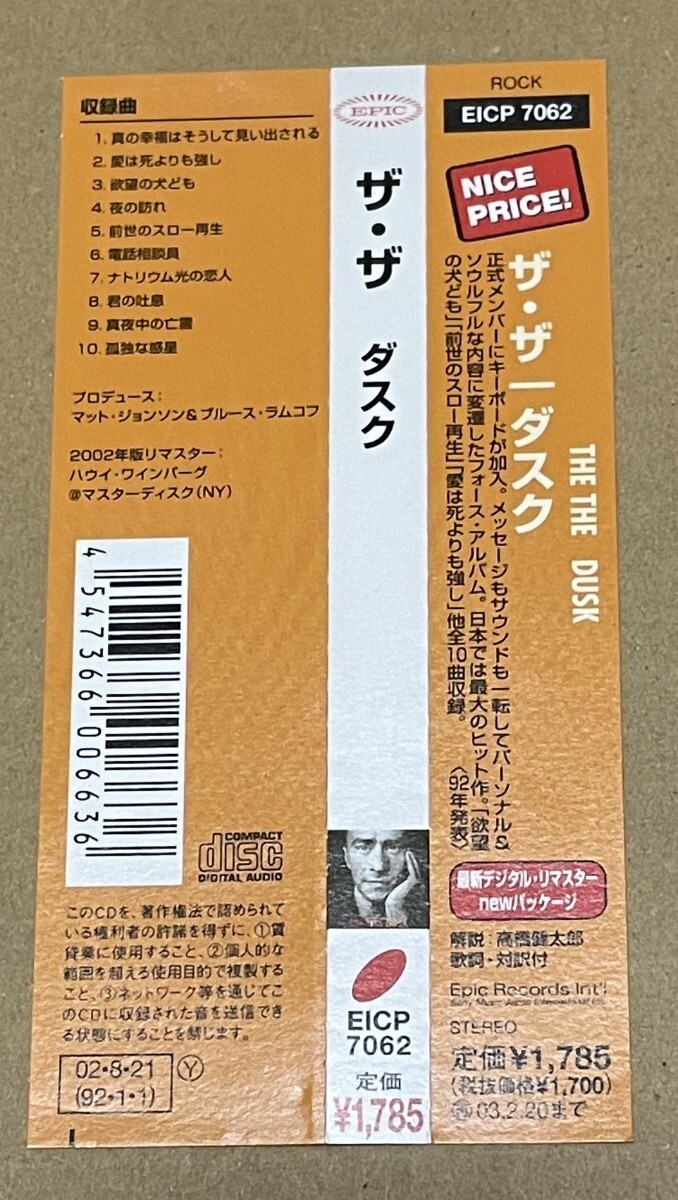 収録曲
1. 真の幸福はそうして見い出される
2. 愛は死よりも強し
3. 欲望の犬ども
4. 夜の訪れ
5. 前世のスロー再生
6. 電話相談員
7. ナトリウム光の恋人
8. 君の吐息
9. 真夜中の亡霊
10. 孤独な惑星
プロデュース:
マット・ジョンソン&ブルース・ラムコフ
2002年版リマスター:
ハウイ・ワインバーグ
@マスターディスク(NY)
4 547366 006636
COMPACT
disc
DIGITAL AUDIO
このCDを、著作権法で認められて
いる権利者の許諾を得ずに、①賃
貸業に使用すること、②個人的な
範囲を超える使用目的で複製する
こと、③ネットワーク等を通じてこ
のCDに収録された音を送信でき
る状態にすることを禁じます。
02・8・21
(92・1・1)
Y
EPIC
ザ・ザ ダスク
EICP
7062
定価
¥1,785
ROCK
EICP 7062
NICE
PRICE!
THE THE DUSK
ザ・ザ|ダスク
正式メンバーにキーボードが加入。メッセージもサウンドも一転してパーソナル&
ソウルフルな内容に変遷したフォース・アルバム。日本では最大のヒット作。「欲望
の犬ども」「前世のスロー再生」「愛は死よりも強し」他全10曲収録。
〈92年発表〉
最新デジタル・リマスター
newパッケージ
解説:高橋健太郎
歌詞・対訳付
Epic Records Int'l
Sony Music Japan International Inc.
STEREO
定価¥1,785
(税抜価格¥1,700)
03.2.20まで